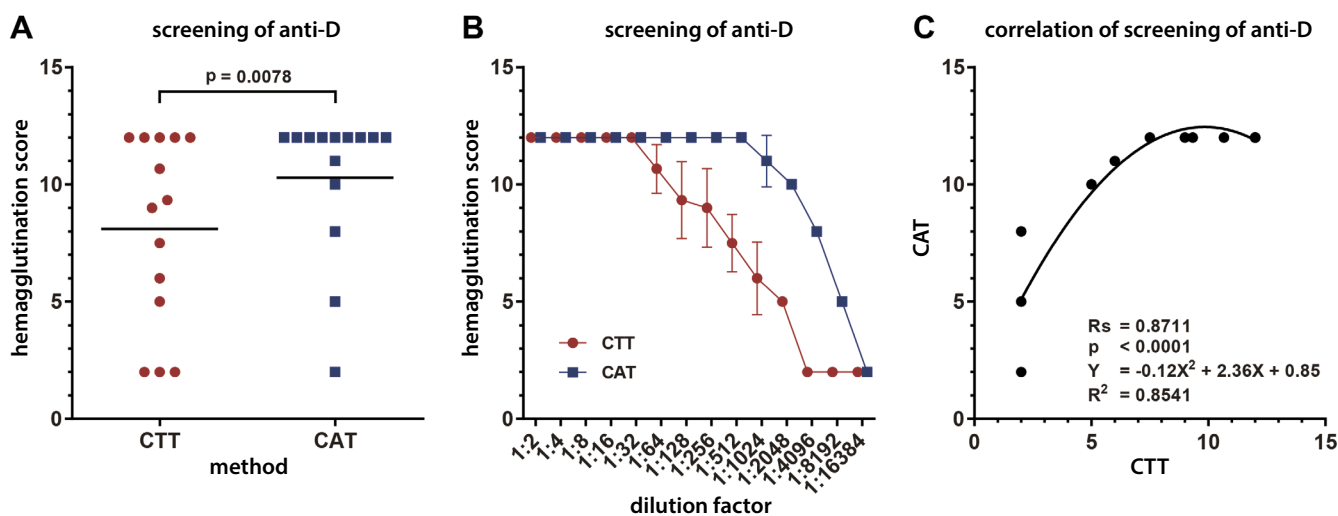 A
screening of anti-D
15
10
5
0
hemagglutination score
p = 0.0078
CTT
CAT
method
B
screening of anti-D
15
10
5
0
hemagglutination score
CTT
CAT
1:2
1:4
1:8
1:16
1:32
1:64
1:128
1:256
1:512
1:1024
1:2048
1:4096
1:8192
1:16384
dilution factor
C
correlation of screening of anti-D
15
10
5
0
CAT
Rs = 0.8711
p < 0.0001
Y = -0.12X² + 2.36X + 0.85
R² = 0.8541
0
5
10
15
CTT